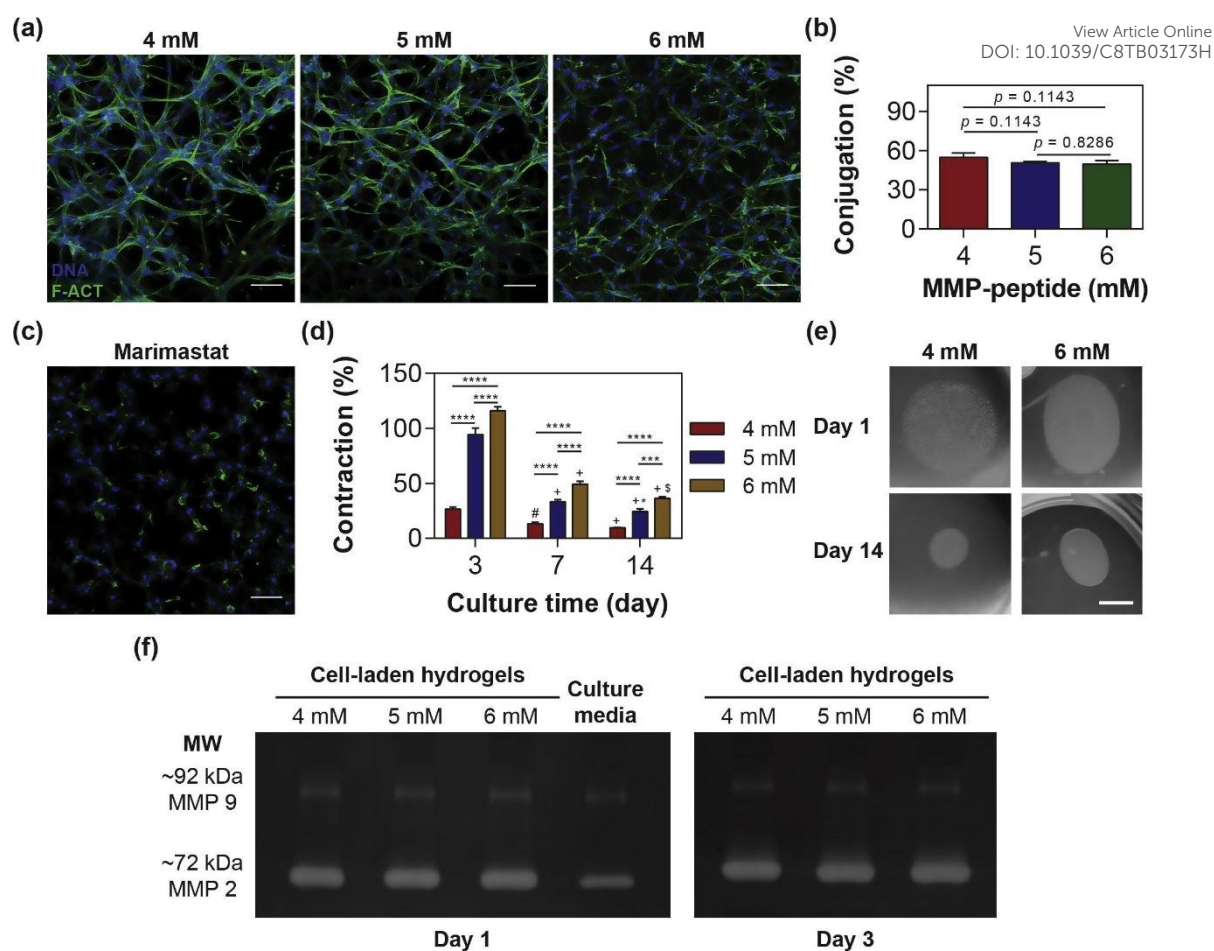 View Article Online
DOI: 10.1039/C8TB03173H
(a)
4 mM
5 mM
6 mM
DNA
F-ACT
(b)
Conjugation (%)
90
60
30
0
p = 0.1143
p = 0.1143
p = 0.8286
4
5
6
MMP-peptide (mM)
(c)
Marimastat
(d)
Contraction (%)
150
100
50
0
****
****
****
****
****
****
#
+
+
****
***
****
+
+*
+ $
3
7
14
Culture time (day)
4 mM
5 mM
6 mM
(e)
4 mM
6 mM
Day 1
Day 14
(f)
Cell-laden hydrogels
4 mM
5 mM
6 mM
Culture
media
Cell-laden hydrogels
4 mM
5 mM
6 mM
MW
~92 kDa
MMP 9
~72 kDa
MMP 2
Day 1
Day 3